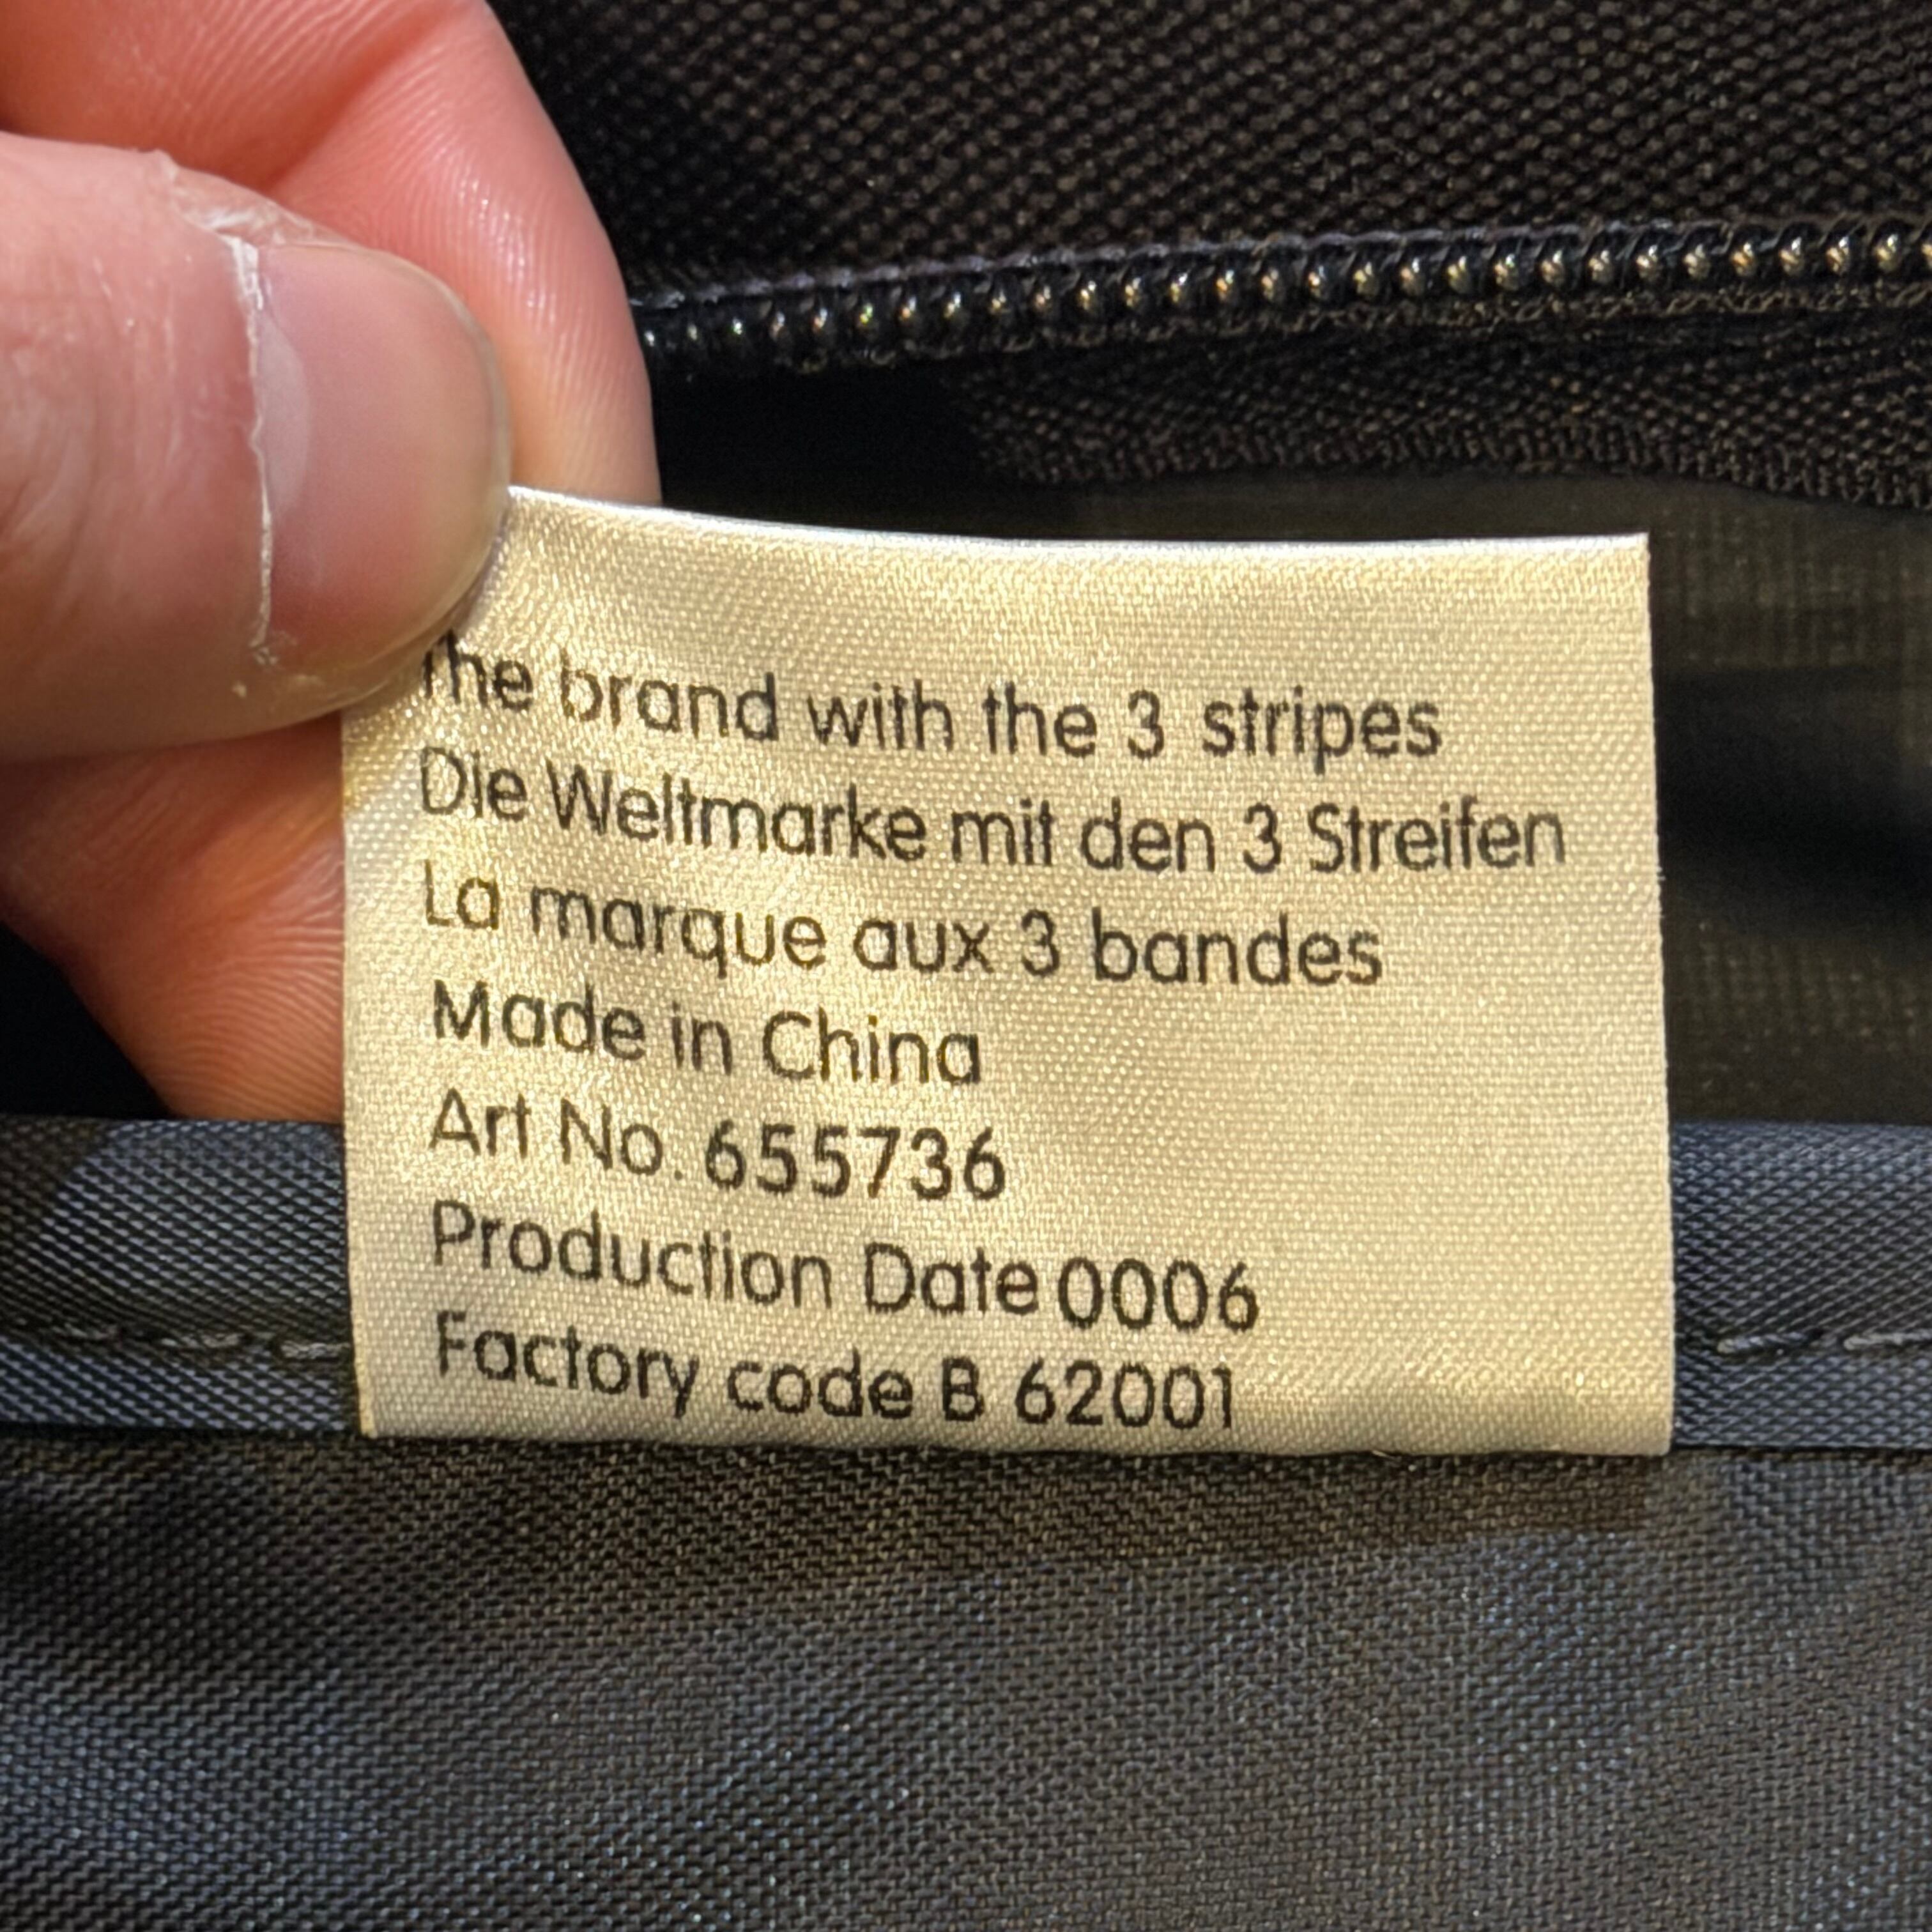 The brand with the 3 stripes
Die Weltmarke mit den 3 Streifen
La marque aux 3 bandes
Made in China
Art No. 655736
Production Date 0006
Factory code B 62001